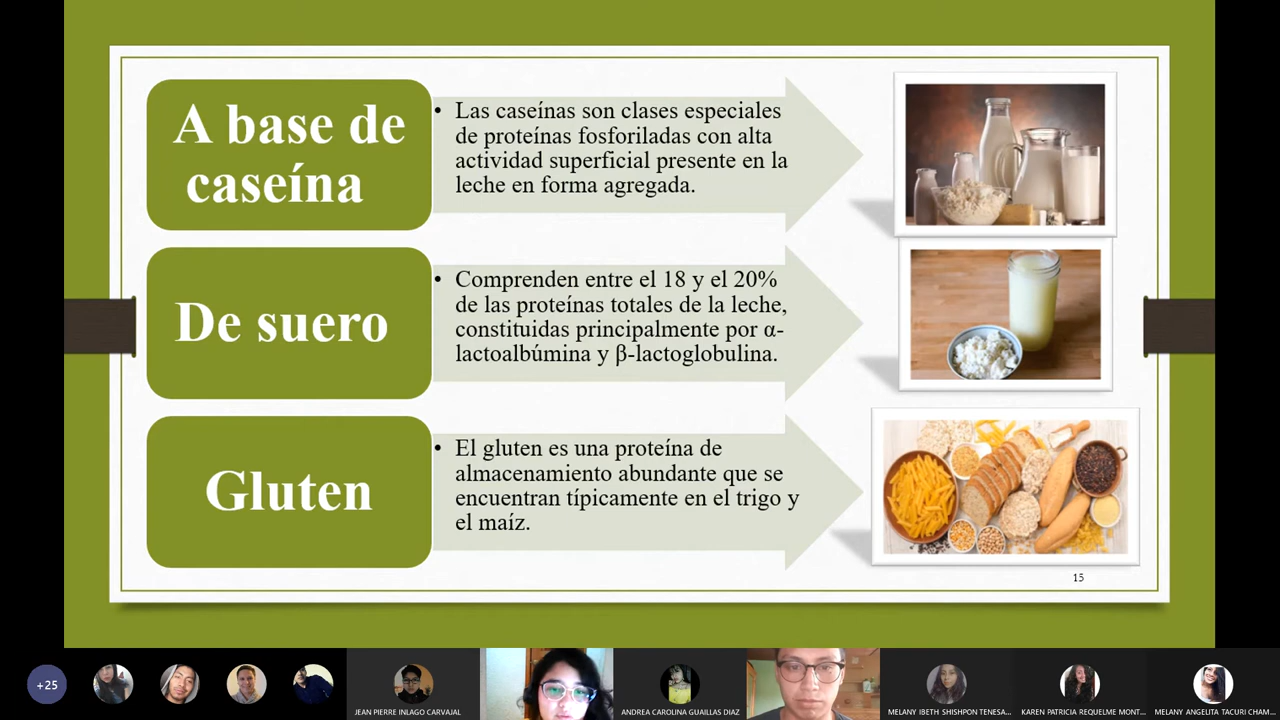 A base de
caseína
• Las caseínas son clases especiales
de proteínas fosforiladas con alta
actividad superficial presente en la
leche en forma agregada.
De suero
• Comprenden entre el 18 y el 20%
de las proteínas totales de la leche,
constituidas principalmente por α-
lactoalbúmina y β-lactoglobulina.
Gluten
• El gluten es una proteína de
almacenamiento abundante que se
encuentran típicamente en el trigo y
el maíz.
15
+25
JEAN PIERRE INLAGO CARVAJAL
ANDREA CAROLINA GUAILLAS DIAZ
MELANY IBETH SHISHPON TENESA...
KAREN PATRICIA REQUELME MONT...
MELANY ANGELITA TACURI CHAM...